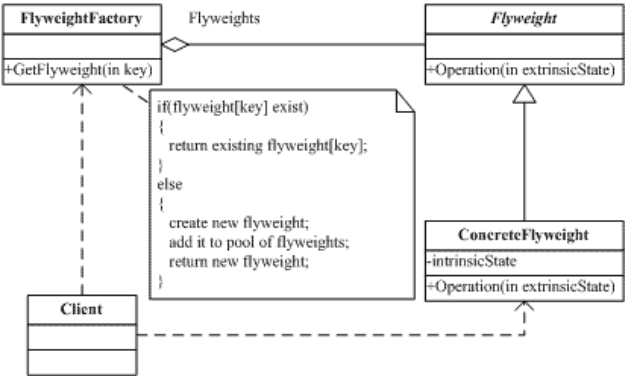 FlyweightFactory
Flyweights
Flyweight
+GetFlyweight(in key)
+Operation(in extrinsicState)
if(flyweight[key] exist)
{
return existing flyweight[key];
}
else
{
create new flyweight;
add it to pool of flyweights;
return new flyweight;
}
ConcreteFlyweight
-intrinsicState
+Operation(in extrinsicState)
Client